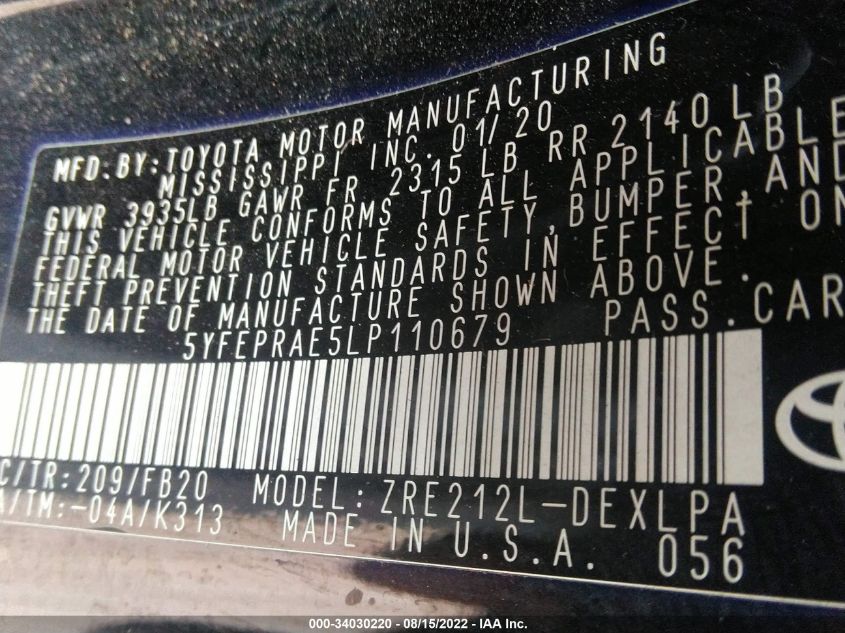 MFD. BY: TOYOTA MOTOR MANUFACTURING
MISSISSIPPI INC. 01/20
GVWR 3935LB GAWR FR 2315 LB RR 2140 LB
THIS VEHICLE CONFORMS TO ALL APPLICABLE
FEDERAL MOTOR VEHICLE SAFETY, BUMPER, AND
THEFT PREVENTION STANDARDS IN EFFECT ON
THE DATE OF MANUFACTURE SHOWN ABOVE.
5YFEPRAE5LP110679 PASS. CAR
C/TR: 209/FB20 MODEL: ZRE212L-DEXLPA
A/TM: -04A/K313 MADE IN U.S.A. 056
000-34030220 - 08/15/2022 - IAA Inc.